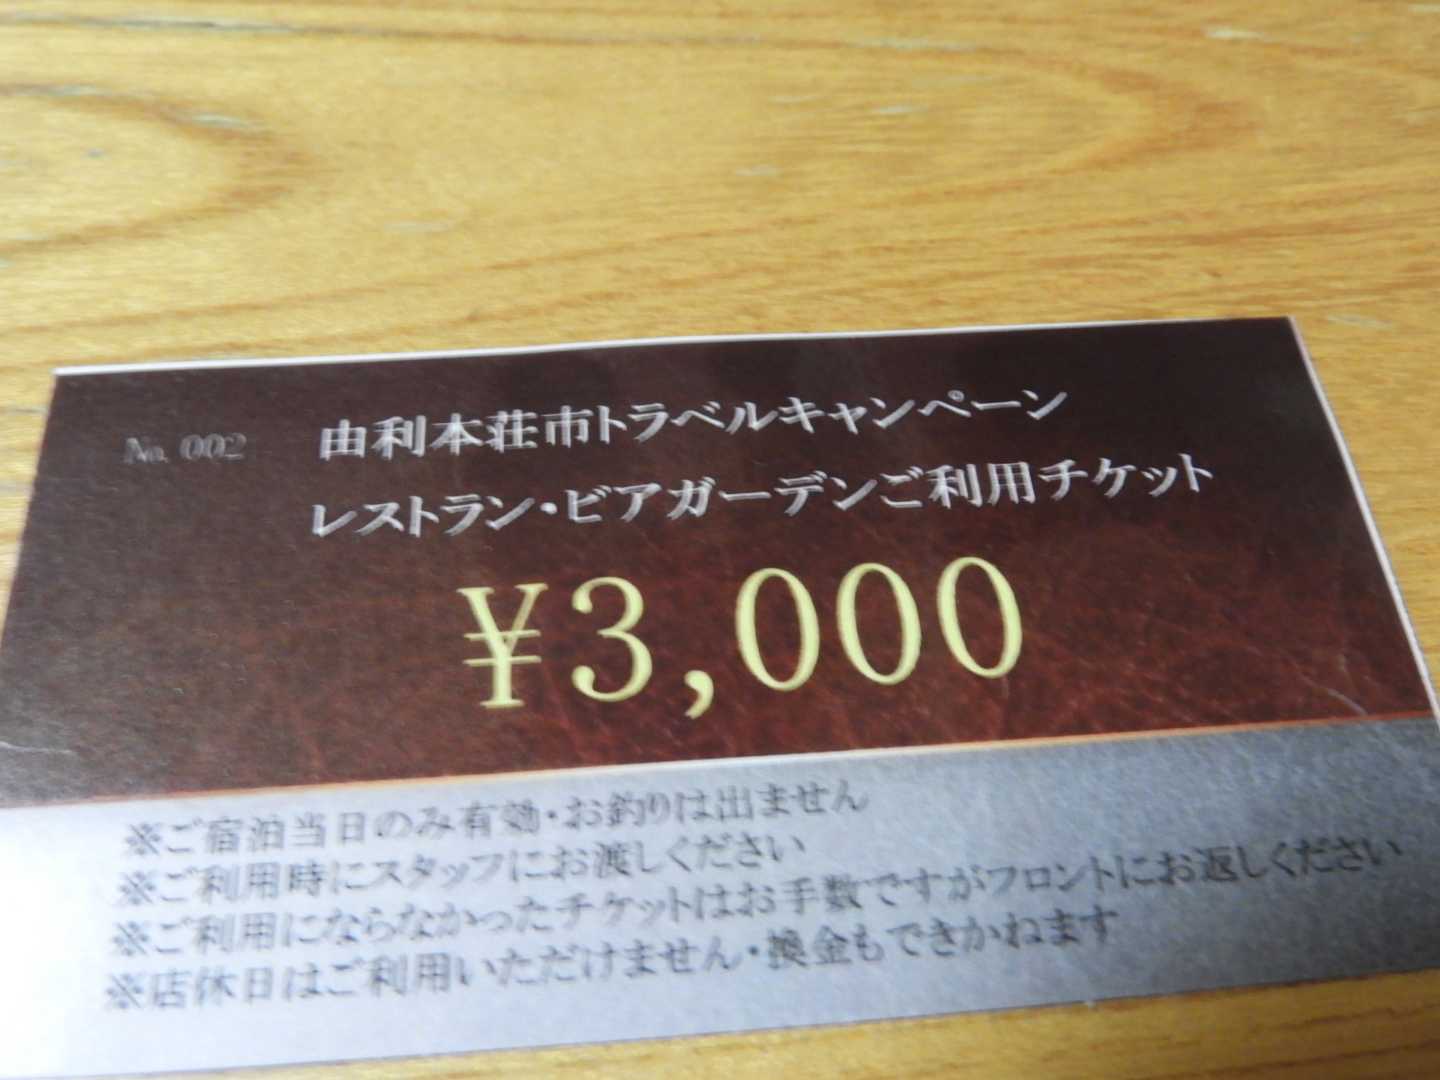 No. 002
由利本荘市トラベルキャンペーン
レストラン・ビアガーデンご利用チケット
¥3,000
※ご宿泊当日のみ有効・お釣りは出ません
※ご利用時にスタッフにお渡しください
※ご利用にならなかったチケットはお手数ですがフロントにお返しください
※店休日はご利用いただけません・換金もできかねます